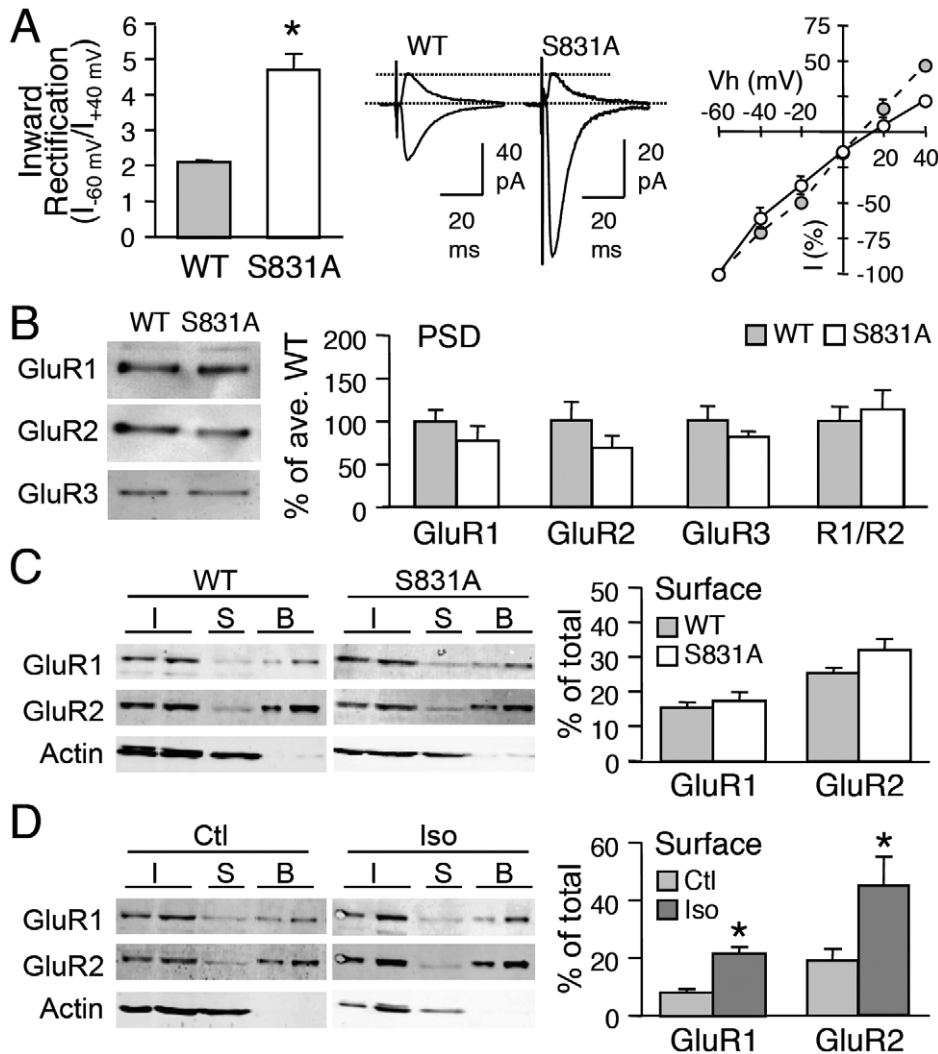 A
Inward
Rectification
(I-60 mV/I+40 mV)
6
5
4
3
2
1
0
*
WT
S831A
WT
S831A
40
pA
20
ms
20
pA
20
ms
75
50
25
Vh (mV)
-60
-40
-20
20
40
-50
-75
-100
I (%)
B
WT S831A
GluR1
GluR2
GluR3
% of ave. WT
200
150
100
50
0
PSD
WT
S831A
GluR1
GluR2
GluR3
R1/R2
C
WT
S831A
I
S
B
I
S
B
GluR1
GluR2
Actin
% of total
50
40
30
20
10
0
Surface
WT
S831A
GluR1
GluR2
D
Ctl
Iso
I
S
B
I
S
B
GluR1
GluR2
Actin
% of total
60
40
20
0
Surface
Ctl
Iso
*
*
GluR1
GluR2